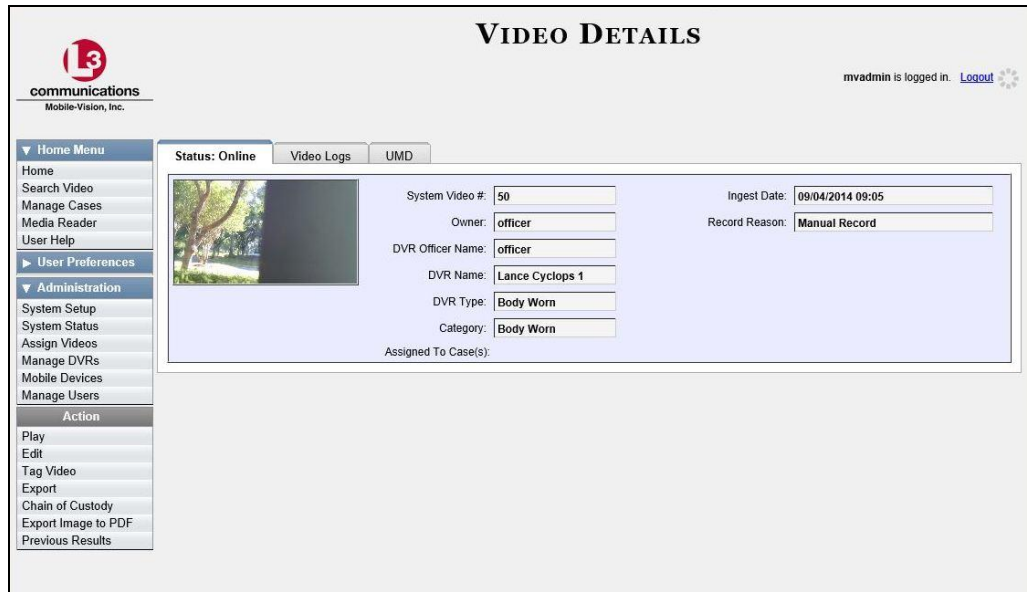 VIDEO DETAILS
L3
communications
Mobile-Vision, Inc.
mvadmin is logged in. Logout
▼ Home Menu
Home
Search Video
Manage Cases
Media Reader
User Help
▶ User Preferences
▼ Administration
System Setup
System Status
Assign Videos
Manage DVRs
Mobile Devices
Manage Users
Action
Play
Edit
Tag Video
Export
Chain of Custody
Export Image to PDF
Previous Results
Status: Online Video Logs UMD
System Video #: 50 Ingest Date: 09/04/2014 09:05
Owner: officer Record Reason: Manual Record
DVR Officer Name: officer
DVR Name: Lance Cyclops 1
DVR Type: Body Worn
Category: Body Worn
Assigned To Case(s):